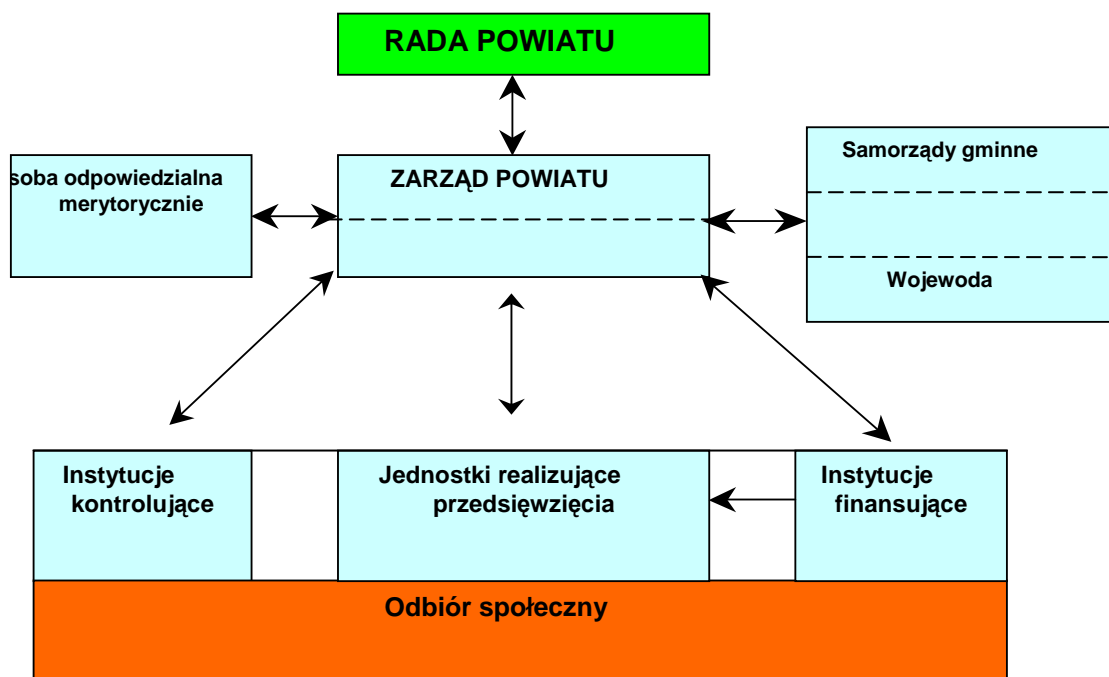 RADA POWIATU
soba odpowiedzialna
merytorycznie
ZARZĄD POWIATU
Samorządy gminne
Wojewoda
Instytucje
kontrolujące
Jednostki realizujące
przedsięwzięcia
Instytucje
finansujące
Odbiór społeczny